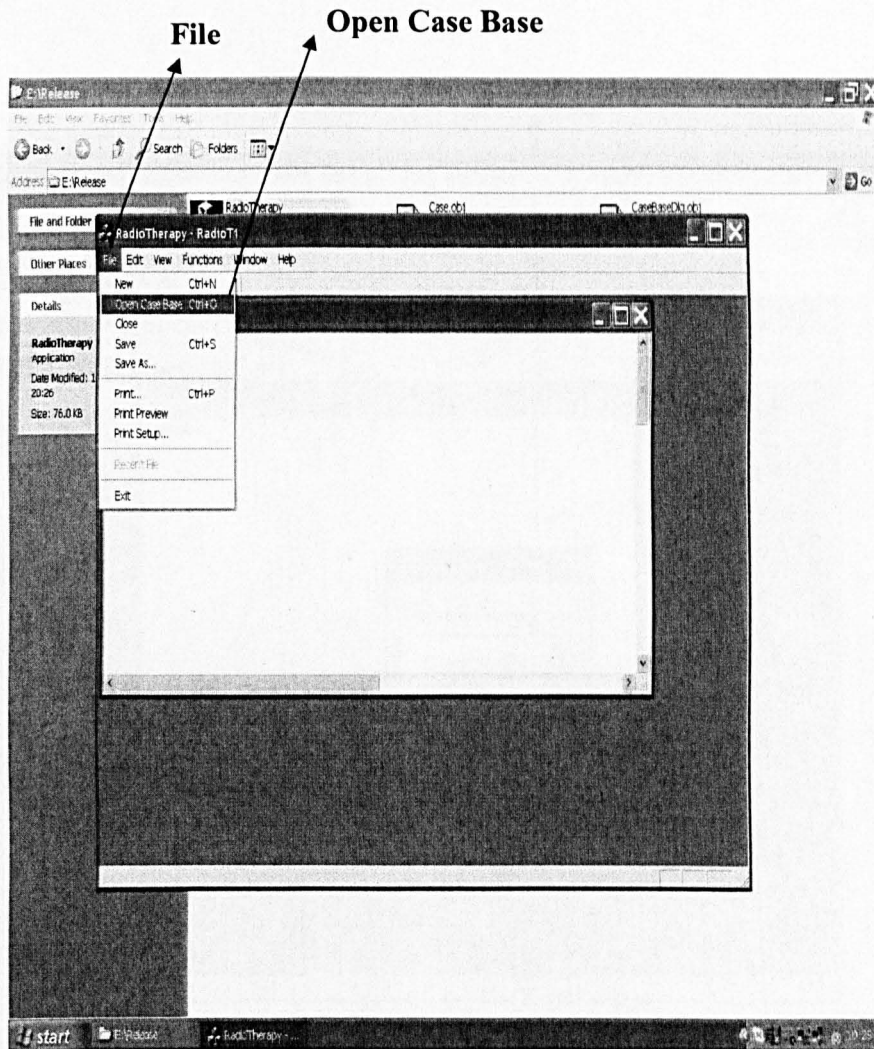 File
Open Case Base
E:\Release
File Edit View Favorites Tools Help
Back Search Folders
Address E:\Release Go
RadioTherapy Case.obj CaseBaseDlg.obj
File and Folder
Other Places
Details
RadioTherapy
Application
Date Modified: 1
20:26
Size: 76.0 KB
RadioTherapy - RadioT1
File Edit View Functions Window Help
New Ctrl+N
Open Case Base Ctrl+O
Close
Save Ctrl+S
Save As...
Print... Ctrl+P
Print Preview
Print Setup...
Recent File
Exit
start E:\Release RadioTherapy - ...